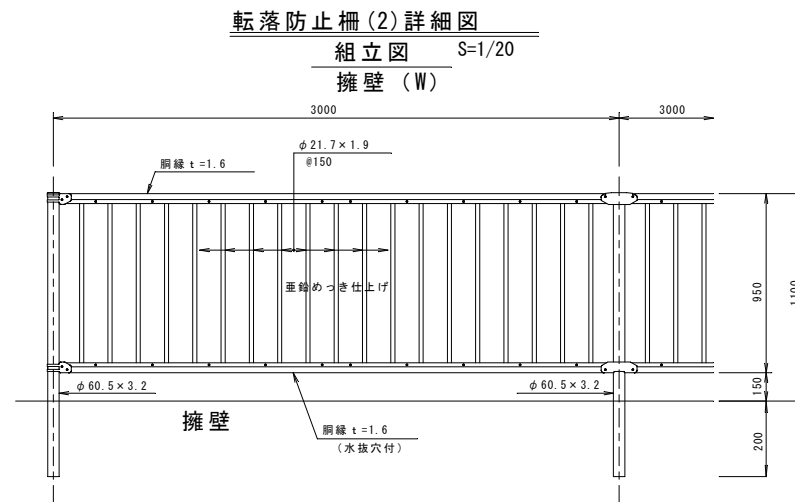 転落防止柵(2)詳細図
組立図 S=1/20
擁壁 (W)
3000
3000
φ21.7×1.9
@150
胴縁 t=1.6
亜鉛めっき仕上げ
950
1100
φ60.5×3.2
φ60.5×3.2
150
擁壁
胴縁 t=1.6
(水抜穴付)
200